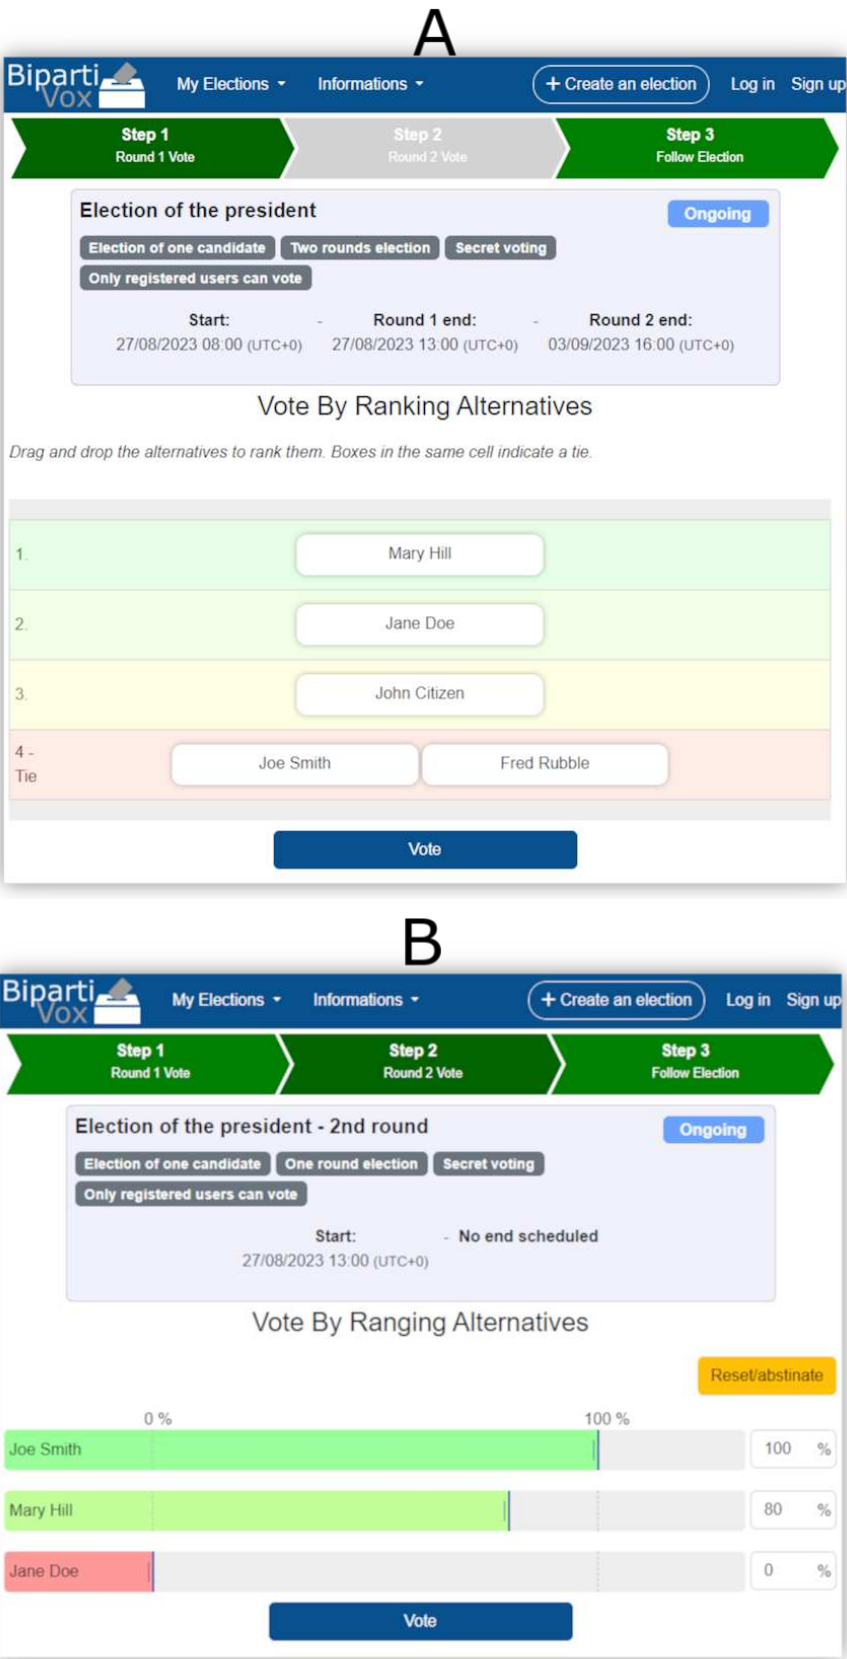 A
Biparti Vox My Elections Informations + Create an election Log in Sign up
Step 1 Step 2 Step 3
Round 1 Vote Round 2 Vote Follow Election
Election of the president Ongoing
Election of one candidate Two rounds election Secret voting
Only registered users can vote
Start: - Round 1 end: - Round 2 end:
27/08/2023 08:00 (UTC+0) 27/08/2023 13:00 (UTC+0) 03/09/2023 16:00 (UTC+0)
Vote By Ranking Alternatives
Drag and drop the alternatives to rank them. Boxes in the same cell indicate a tie.
1. Mary Hill
2. Jane Doe
3. John Citizen
4 - Tie Joe Smith Fred Rubble
Vote
B
Biparti Vox My Elections Informations + Create an election Log in Sign up
Step 1 Step 2 Step 3
Round 1 Vote Round 2 Vote Follow Election
Election of the president - 2nd round Ongoing
Election of one candidate One round election Secret voting
Only registered users can vote
Start: - No end scheduled
27/08/2023 13:00 (UTC+0)
Vote By Ranging Alternatives
Reset/abstinate
0 % 100 %
Joe Smith 100 %
Mary Hill 80 %
Jane Doe 0 %
Vote